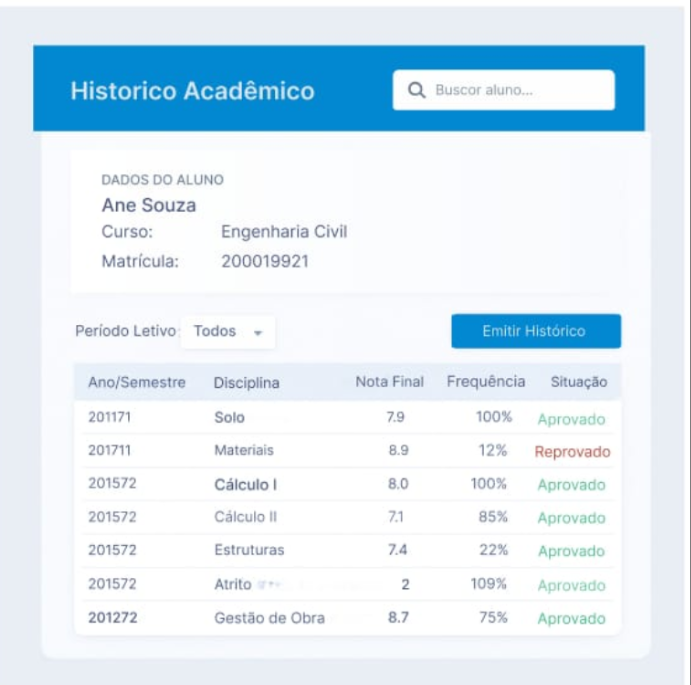 Historico Acadêmico
Buscor aluno...
DADOS DO ALUNO
Ane Souza
Curso: Engenharia Civil
Matrícula: 200019921
Período Letivo: Todos
Emitir Histórico
Ano/Semestre Disciplina Nota Final Frequência Situação
201171 Solo 7.9 100% Aprovado
201711 Materiais 8.9 12% Reprovado
201572 Cálculo I 8.0 100% Aprovado
201572 Cálculo II 7.1 85% Aprovado
201572 Estruturas 7.4 22% Aprovado
201572 Atrito 2 109% Aprovado
201272 Gestão de Obra 8.7 75% Aprovado